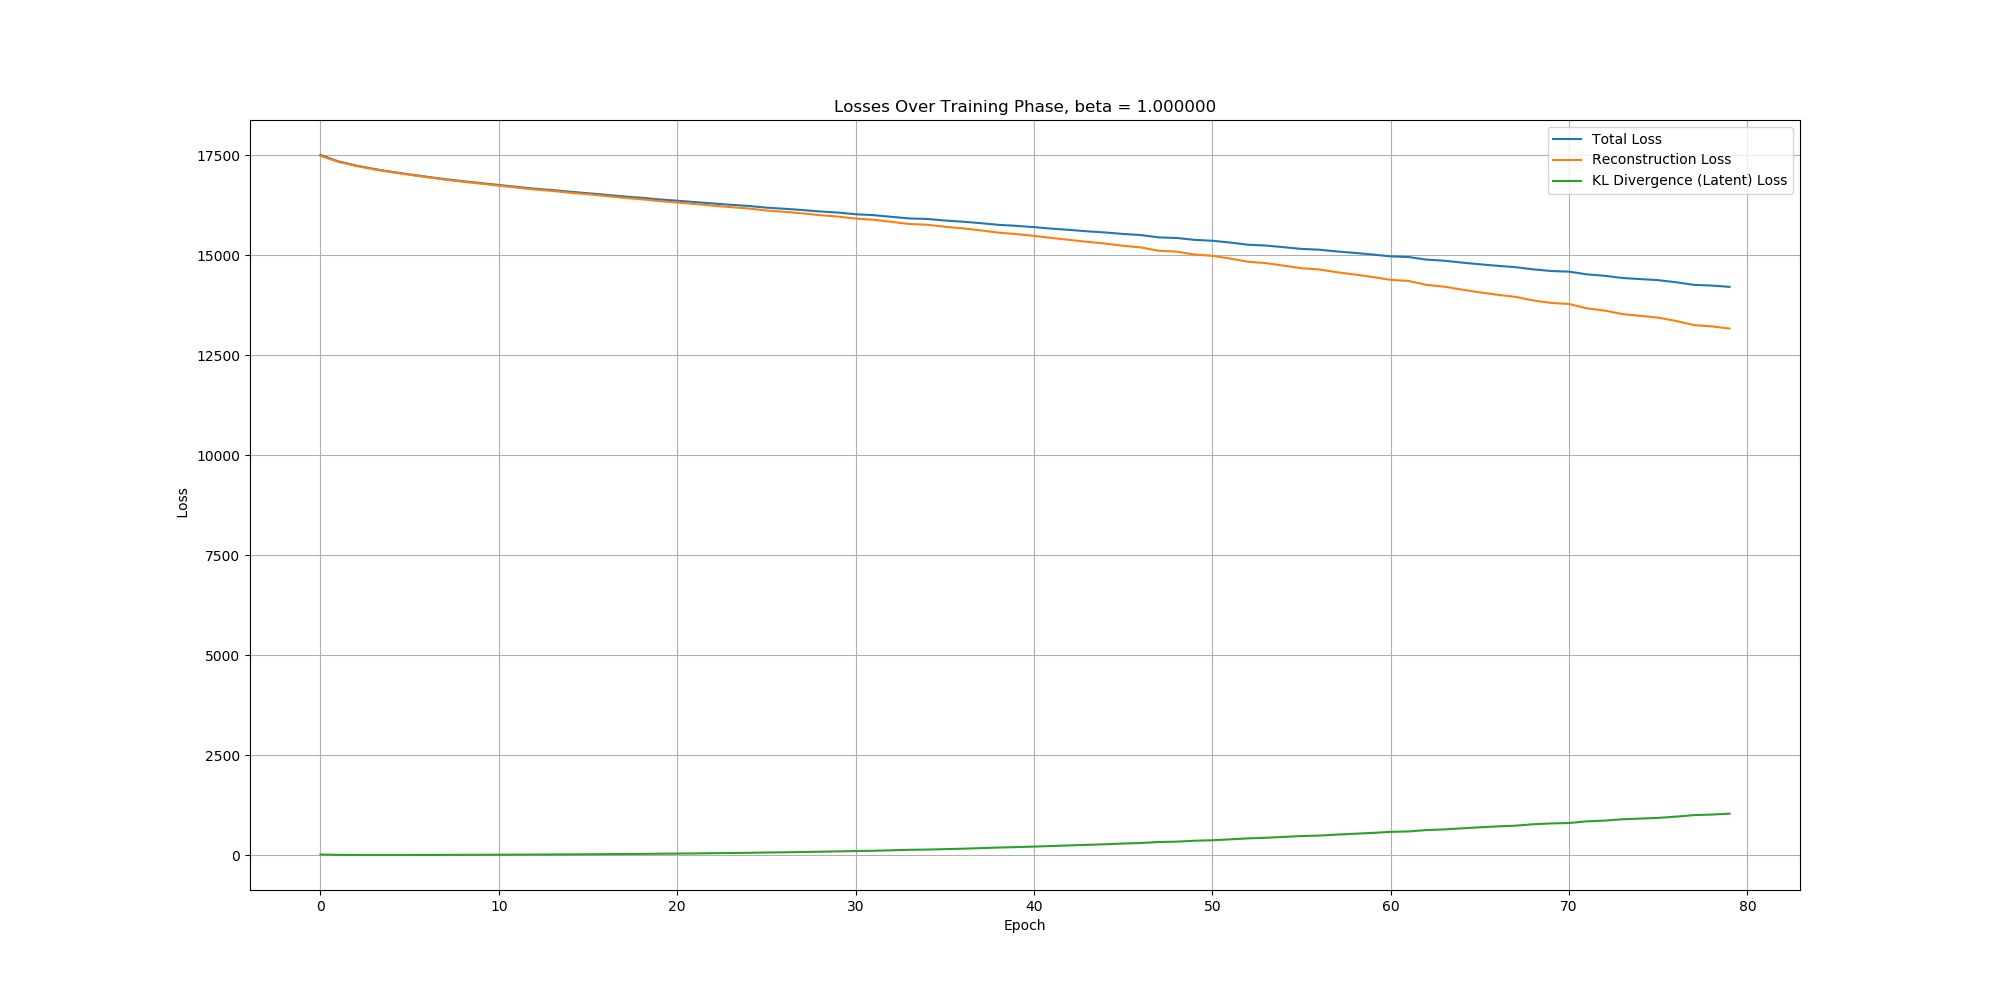 Losses Over Training Phase, beta = 1.000000
Total Loss
Reconstruction Loss
KL Divergence (Latent) Loss
17500
15000
12500
10000
7500
5000
2500
0
Loss
0 10 20 30 40 50 60 70 80
Epoch